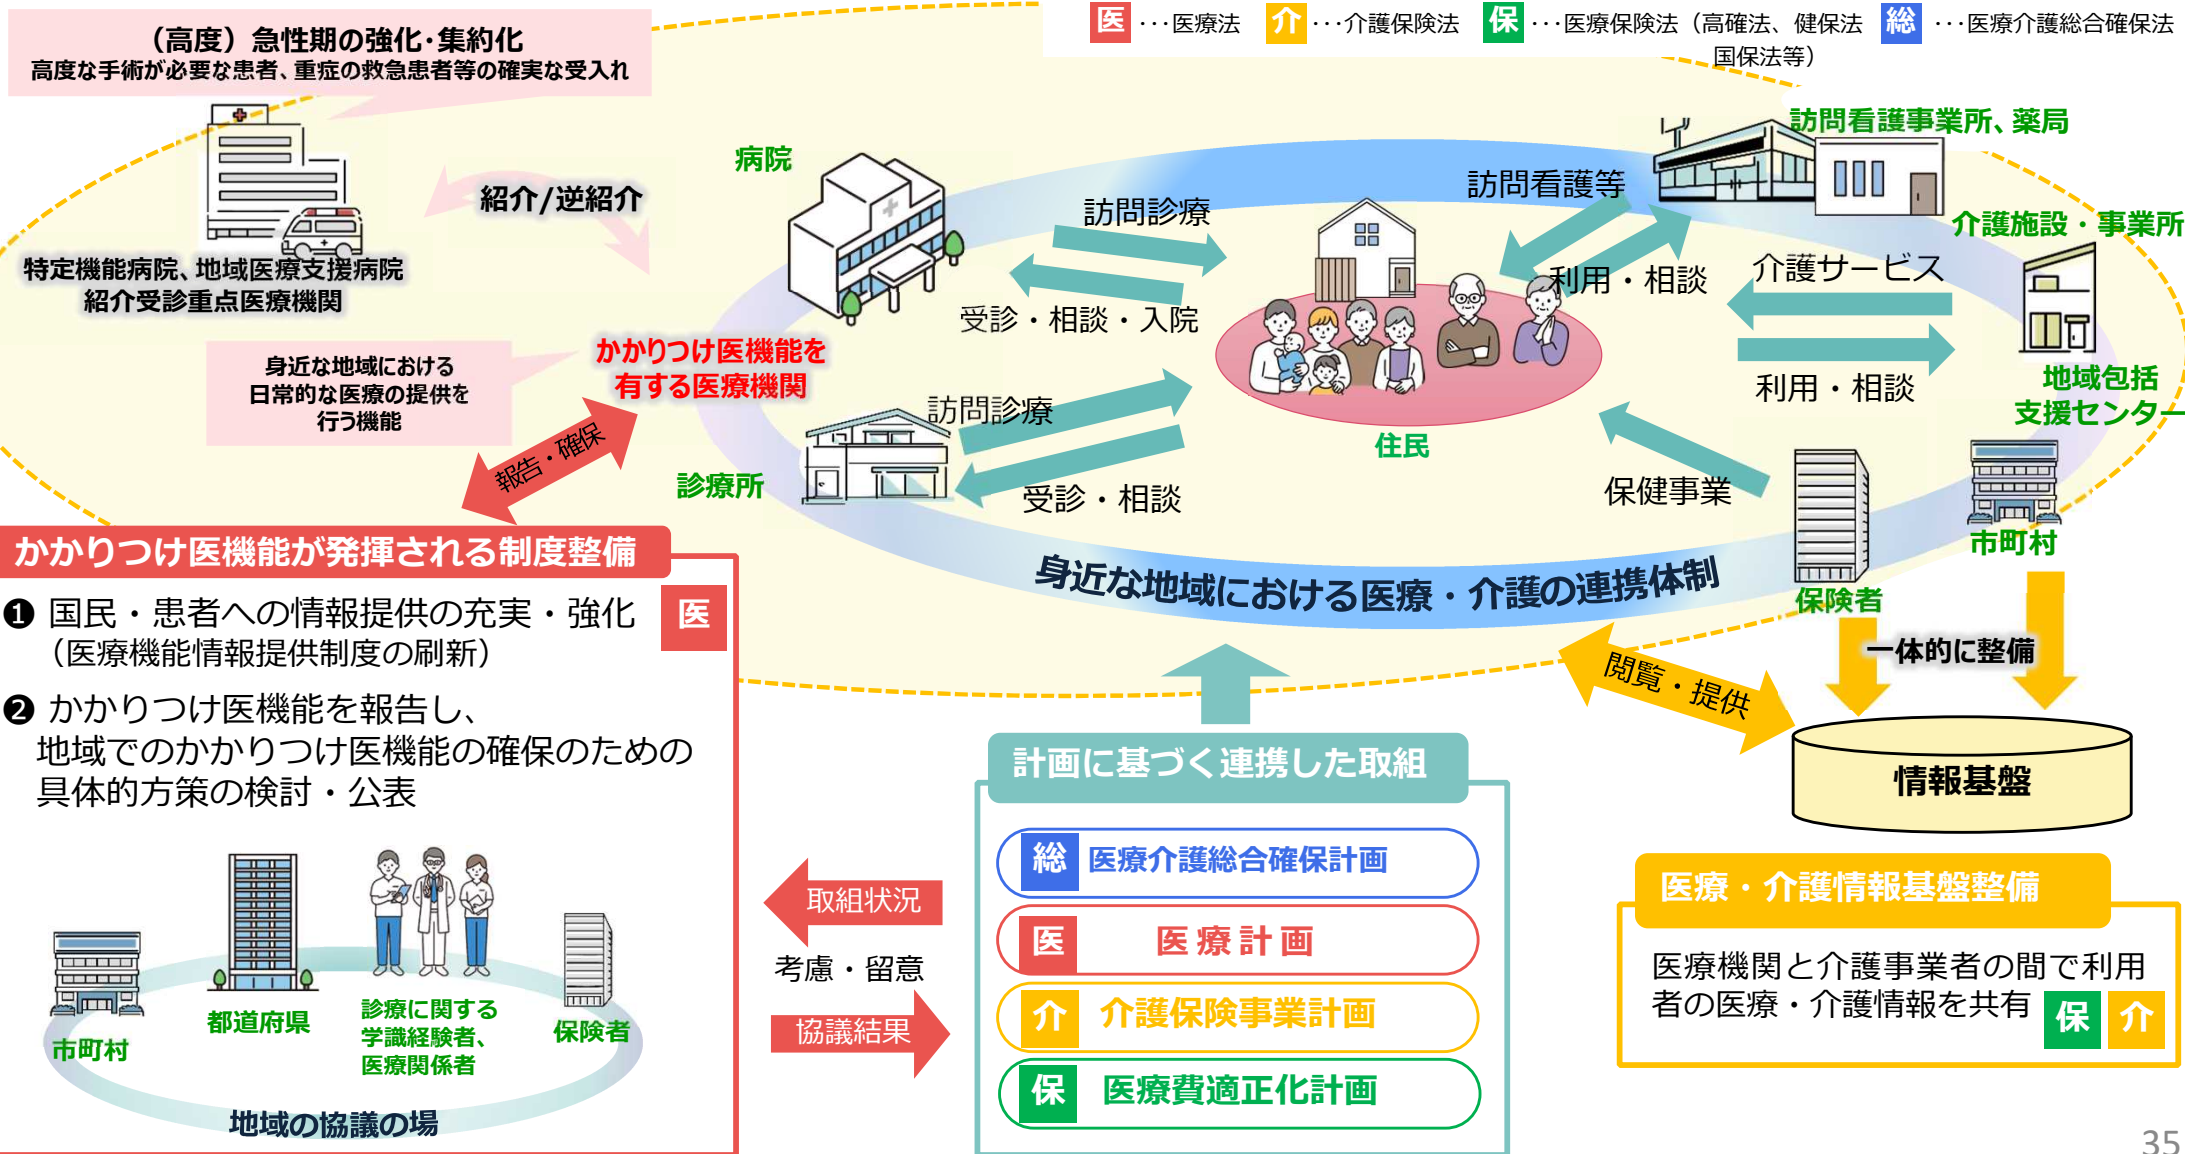 医 ･･･医療法 介 ･･･介護保険法 保 ･･･医療保険法（高確法、健保法 総 ･･･医療介護総合確保法
国保法等）
（高度）急性期の強化･集約化
高度な手術が必要な患者、重症の救急患者等の確実な受入れ
紹介/逆紹介
特定機能病院、地域医療支援病院
紹介受診重点医療機関
身近な地域における
日常的な医療の提供を
行う機能
かかりつけ医機能を
有する医療機関
報告・確保
病院
訪問診療
受診・相談・入院
診療所
訪問診療
受診・相談
住民
訪問看護事業所、薬局
訪問看護等
利用・相談
介護施設・事業所
介護サービス
利用・相談
地域包括
支援センター
保健事業
市町村
保険者
身近な地域における医療・介護の連携体制
一体的に整備
閲覧・提供
情報基盤
かかりつけ医機能が発揮される制度整備
❶ 国民・患者への情報提供の充実・強化 医
（医療機能情報提供制度の刷新）
❷ かかりつけ医機能を報告し、
地域でのかかりつけ医機能の確保のための
具体的方策の検討・公表
市町村
都道府県
診療に関する
学識経験者、
医療関係者
保険者
地域の協議の場
取組状況
考慮・留意
協議結果
計画に基づく連携した取組
総 医療介護総合確保計画
医 医療計画
介 介護保険事業計画
保 医療費適正化計画
医療・介護情報基盤整備
医療機関と介護事業者の間で利用
者の医療・介護情報を共有 保 介
35